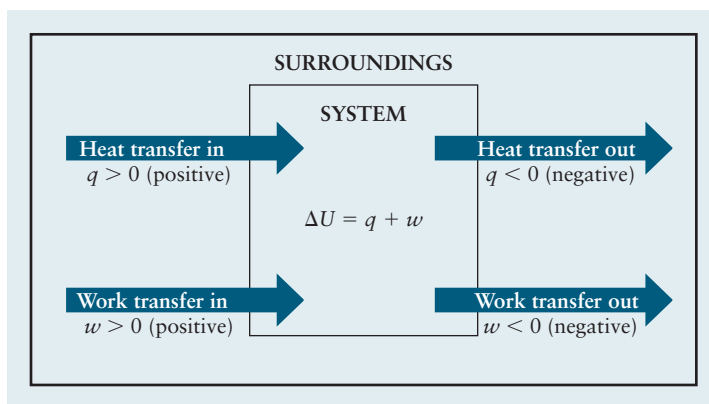 SURROUNDINGS
SYSTEM
Heat transfer in
q > 0 (positive)
Heat transfer out
q < 0 (negative)
ΔU = q + w
Work transfer in
w > 0 (positive)
Work transfer out
w < 0 (negative)